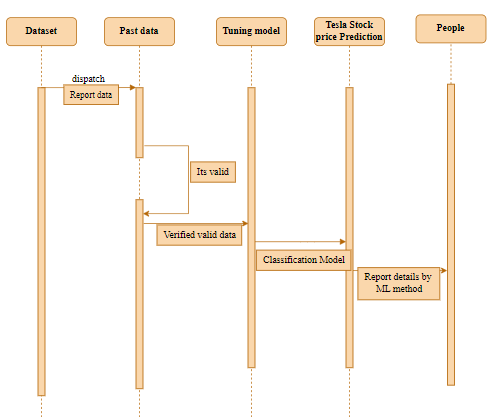 Dataset
Past data
Tuning model
Tesla Stock
price Prediction
People
dispatch
Report data
Its valid
Verified valid data
Classification Model
Report details by
ML method